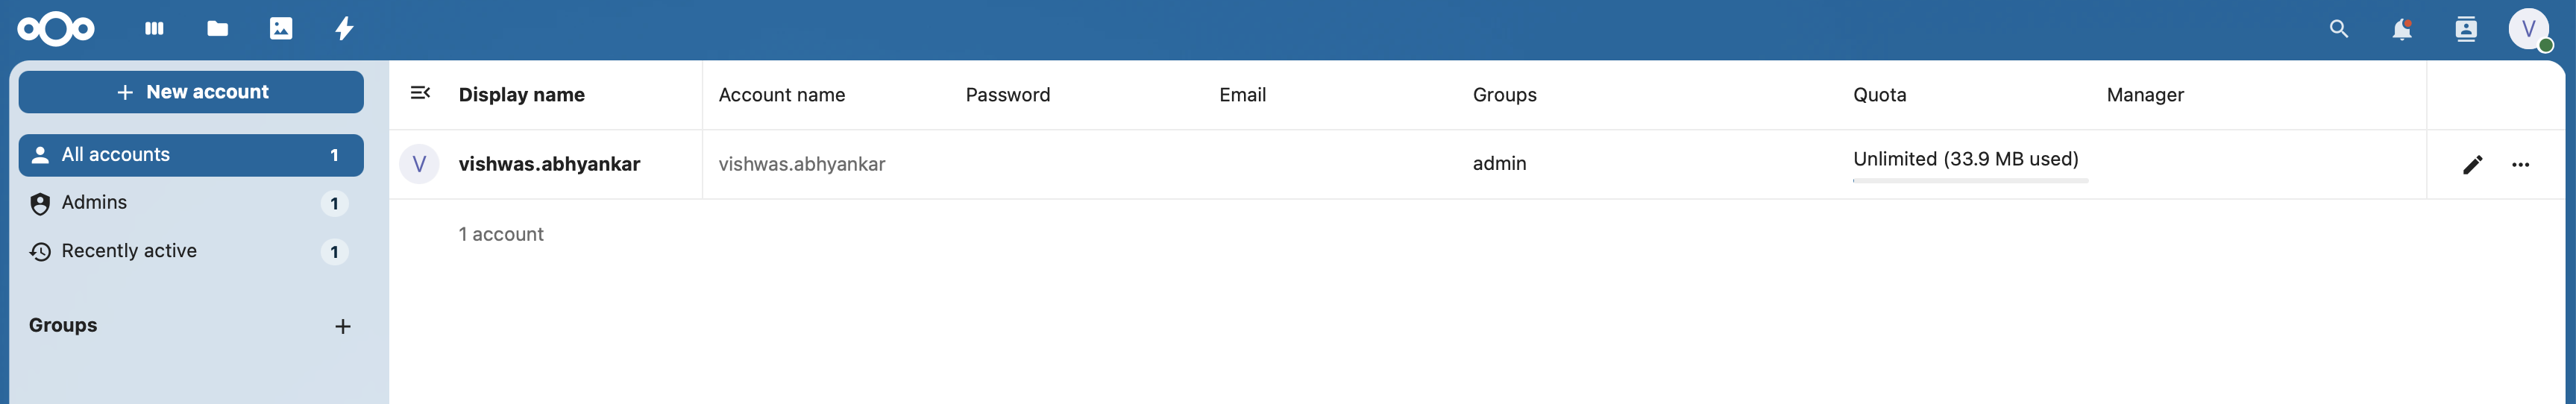 V
+ New account
Display name Account name Password Email Groups Quota Manager
All accounts 1
V vishwas.abhyankar vishwas.abhyankar admin Unlimited (33.9 MB used)
Admins 1
1 account
Recently active 1
Groups +